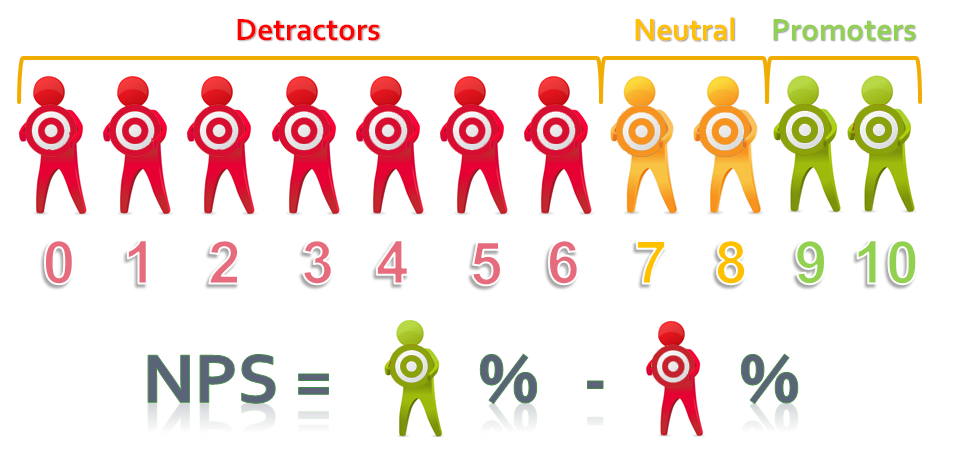 Detractors Neutral Promoters
0 1 2 3 4 5 6 7 8 9 10
NPS = % - %